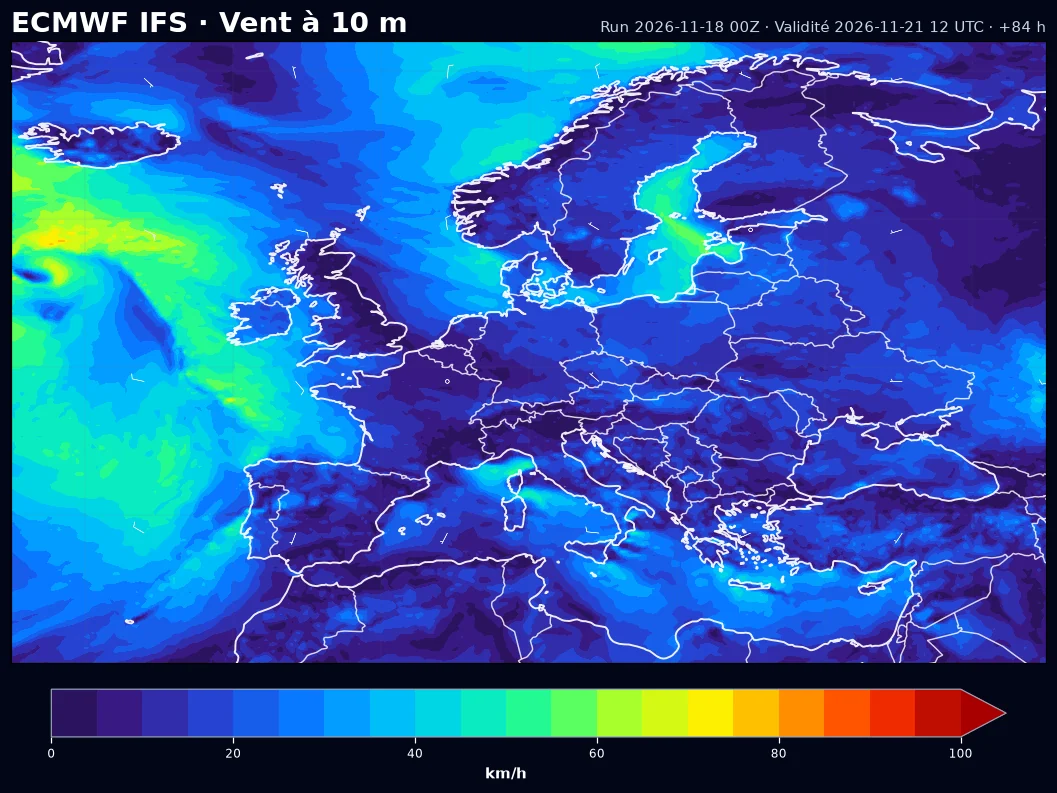 ECMWF IFS · Vent à 10 m
Run 2026-11-18 00Z · Validité 2026-11-21 12 UTC · +84 h
0 20 40 60 80 100
km/h